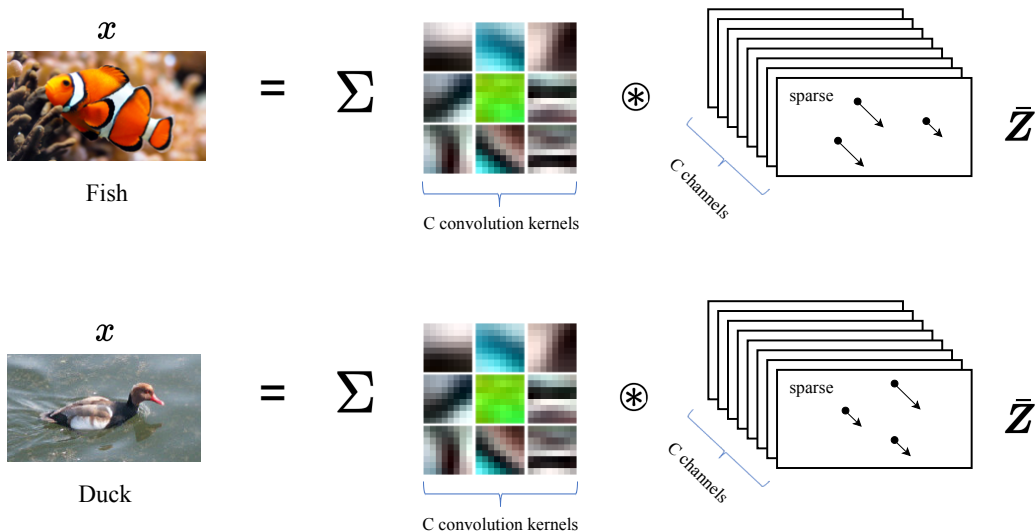 x
= Σ ⊛ sparse Z̄
C channels
Fish
C convolution kernels
x
= Σ ⊛ sparse Z̄
C channels
Duck
C convolution kernels